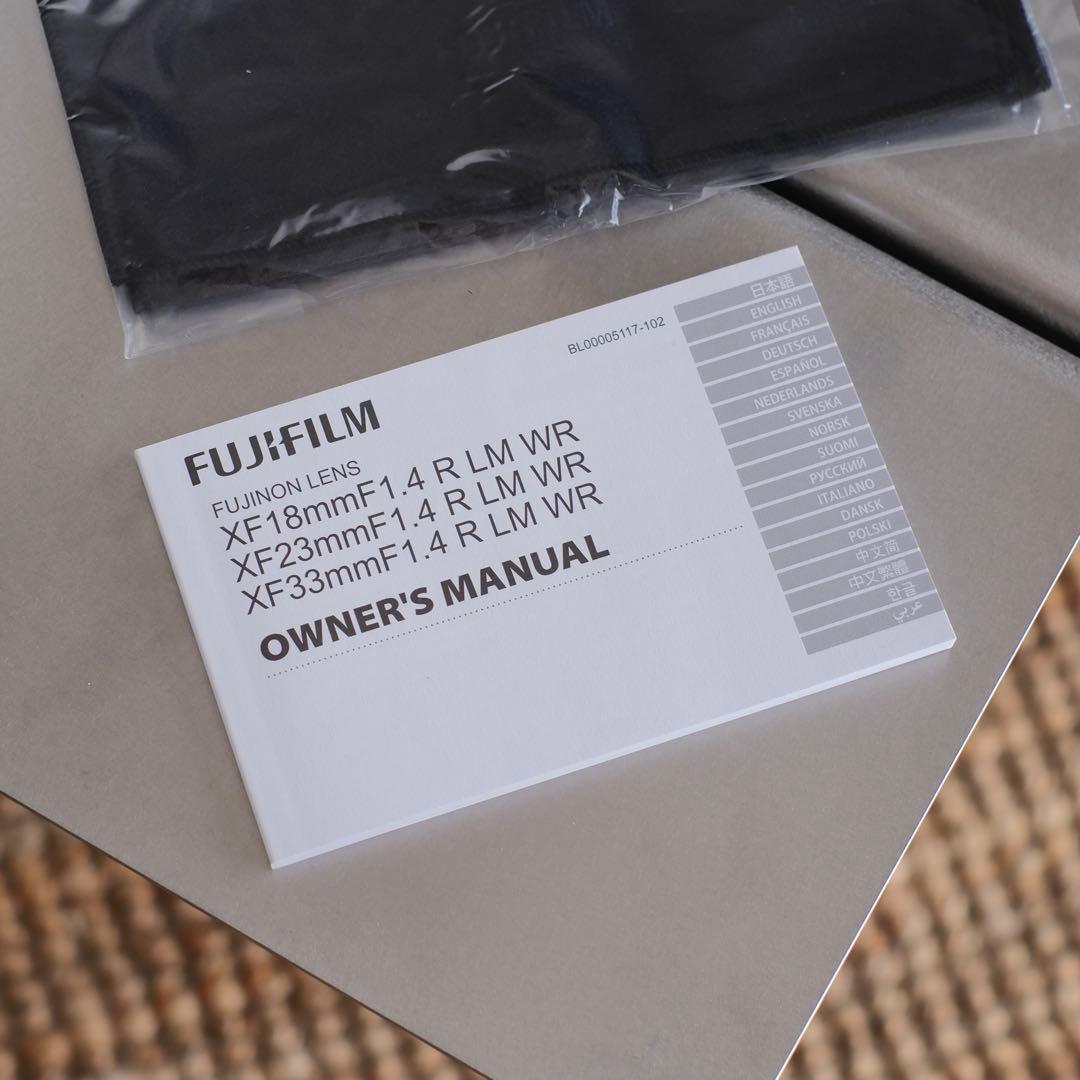 BL00005117-102
FUJIFILM
FUJINON LENS
XF18mmF1.4 R LM WR
XF23mmF1.4 R LM WR
XF33mmF1.4 R LM WR
OWNER'S MANUAL
日本語
ENGLISH
FRANÇAIS
DEUTSCH
ESPAÑOL
NEDERLANDS
SVENSKA
NORSK
SUOMI
РУССКИЙ
ITALIANO
DANSK
POLSKI
中文简
中文繁體
한글
عربي